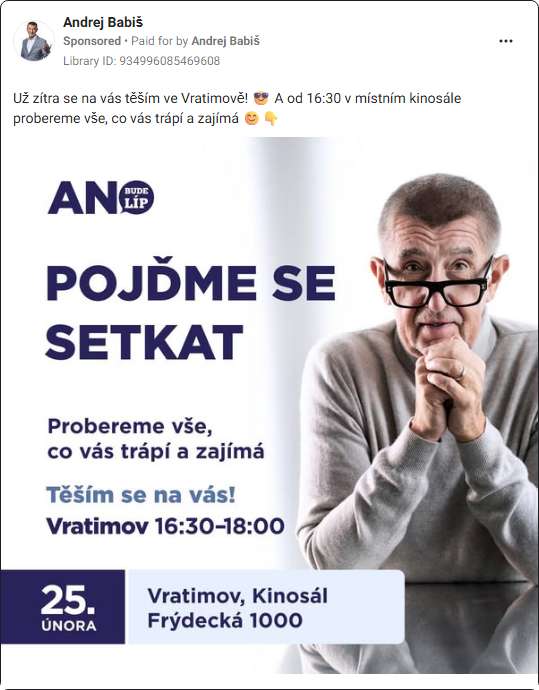 Andrej Babiš
Sponsored • Paid for by Andrej Babiš
Library ID: 934996085469608
Už zítra se na vás těším ve Vratimově! 😎 A od 16:30 v místním kinosále
probereme vše, co vás trápí a zajímá 😊👇
ANO
BUDE
LÍP
POJĎME SE
SETKAT
Probereme vše,
co vás trápí a zajímá
Těším se na vás!
Vratimov 16:30–18:00
25.
ÚNORA
Vratimov, Kinosál
Frýdecká 1000